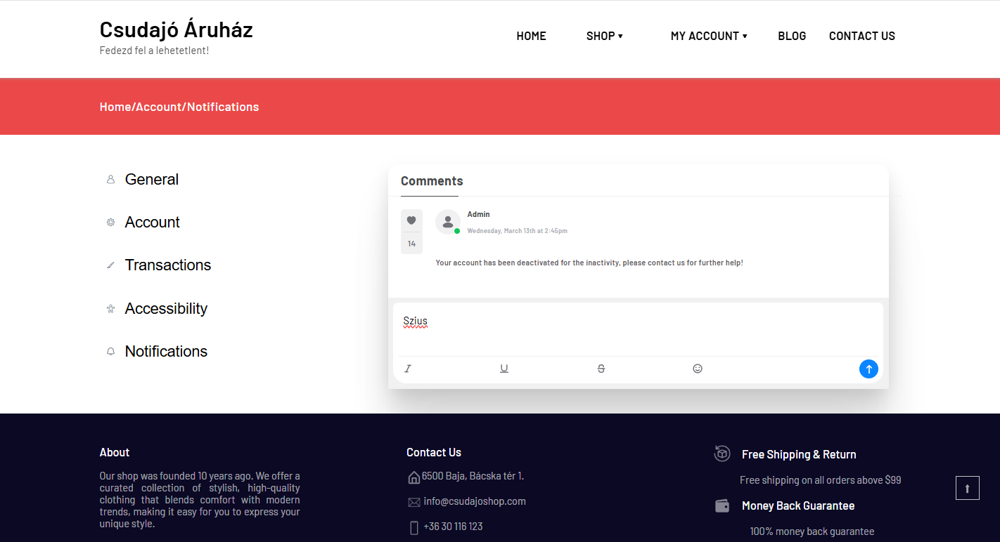 Csudajó Áruház
Fedezd fel a lehetetlent!
HOME SHOP MY ACCOUNT BLOG CONTACT US
Home/Account/Notifications
General
Account
Transactions
Accessibility
Notifications
Comments
14
Admin
Wednesday, March 13th at 2:45pm
Your account has been deactivated for the inactivity, please contact us for further help!
Szius
About
Our shop was founded 10 years ago. We offer a
curated collection of stylish, high-quality
clothing that blends comfort with modern
trends, making it easy for you to express your
unique style.
Contact Us
6500 Baja, Bácska tér 1.
info@csudajoshop.com
+36 30 116 123
Free Shipping & Return
Free shipping on all orders above $99
Money Back Guarantee
100% money back guarantee